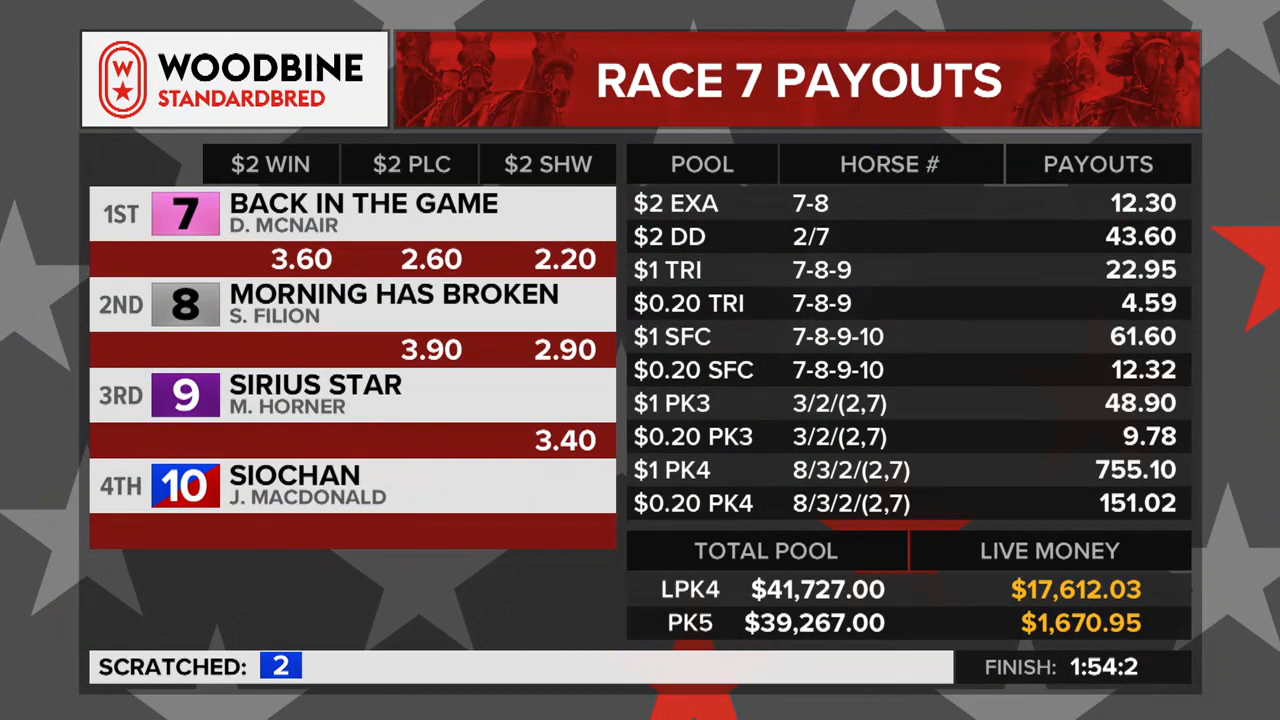 W
WOODBINE
STANDARDBRED
RACE 7 PAYOUTS
$2 WIN $2 PLC $2 SHW
1ST 7 BACK IN THE GAME
D. MCNAIR
3.60 2.60 2.20
2ND 8 MORNING HAS BROKEN
S. FILION
3.90 2.90
3RD 9 SIRIUS STAR
M. HORNER
3.40
4TH 10 SIOCHAN
J. MACDONALD
POOL HORSE # PAYOUTS
$2 EXA 7-8 12.30
$2 DD 2/7 43.60
$1 TRI 7-8-9 22.95
$0.20 TRI 7-8-9 4.59
$1 SFC 7-8-9-10 61.60
$0.20 SFC 7-8-9-10 12.32
$1 PK3 3/2/(2,7) 48.90
$0.20 PK3 3/2/(2,7) 9.78
$1 PK4 8/3/2/(2,7) 755.10
$0.20 PK4 8/3/2/(2,7) 151.02
TOTAL POOL LIVE MONEY
LPK4 $41,727.00 $17,612.03
PK5 $39,267.00 $1,670.95
SCRATCHED: 2
FINISH: 1:54:2